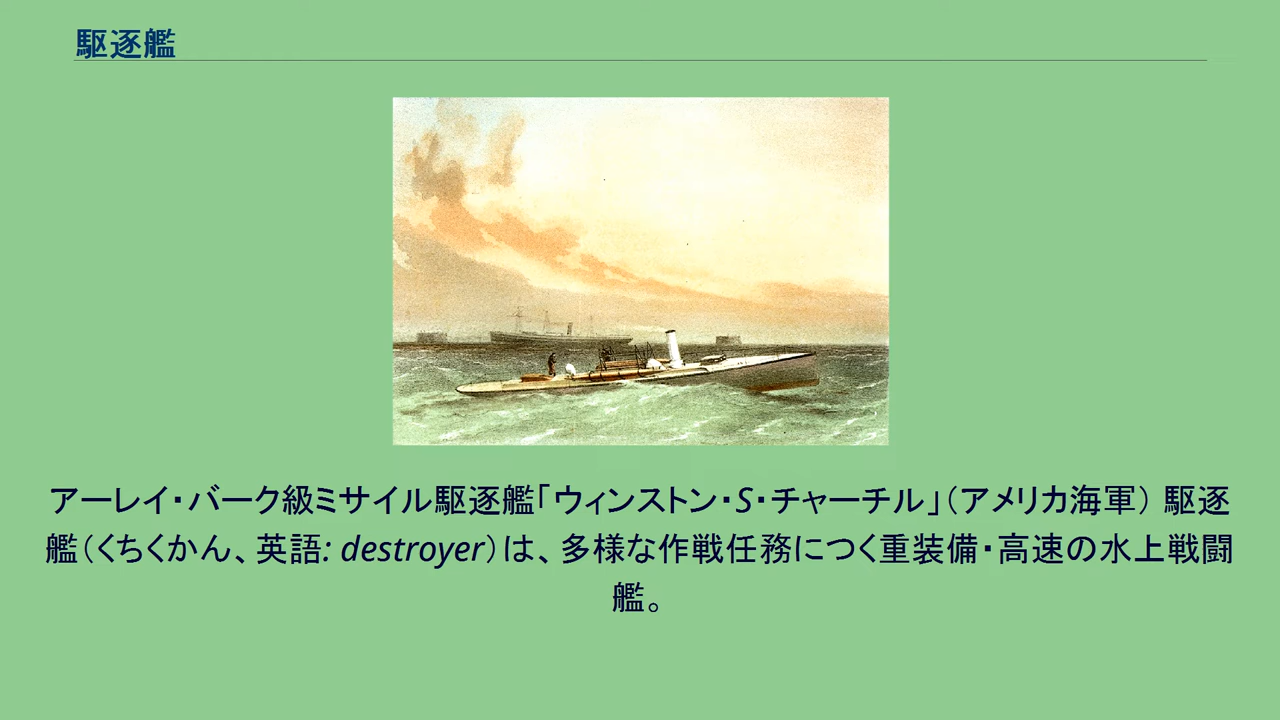 駆逐艦
アーレイ・バーク級ミサイル駆逐艦「ウィンストン・S・チャーチル」（アメリカ海軍） 駆逐
艦（くちくかん、英語: destroyer）は、多様な作戦任務につく重装備・高速の水上戦闘
艦。